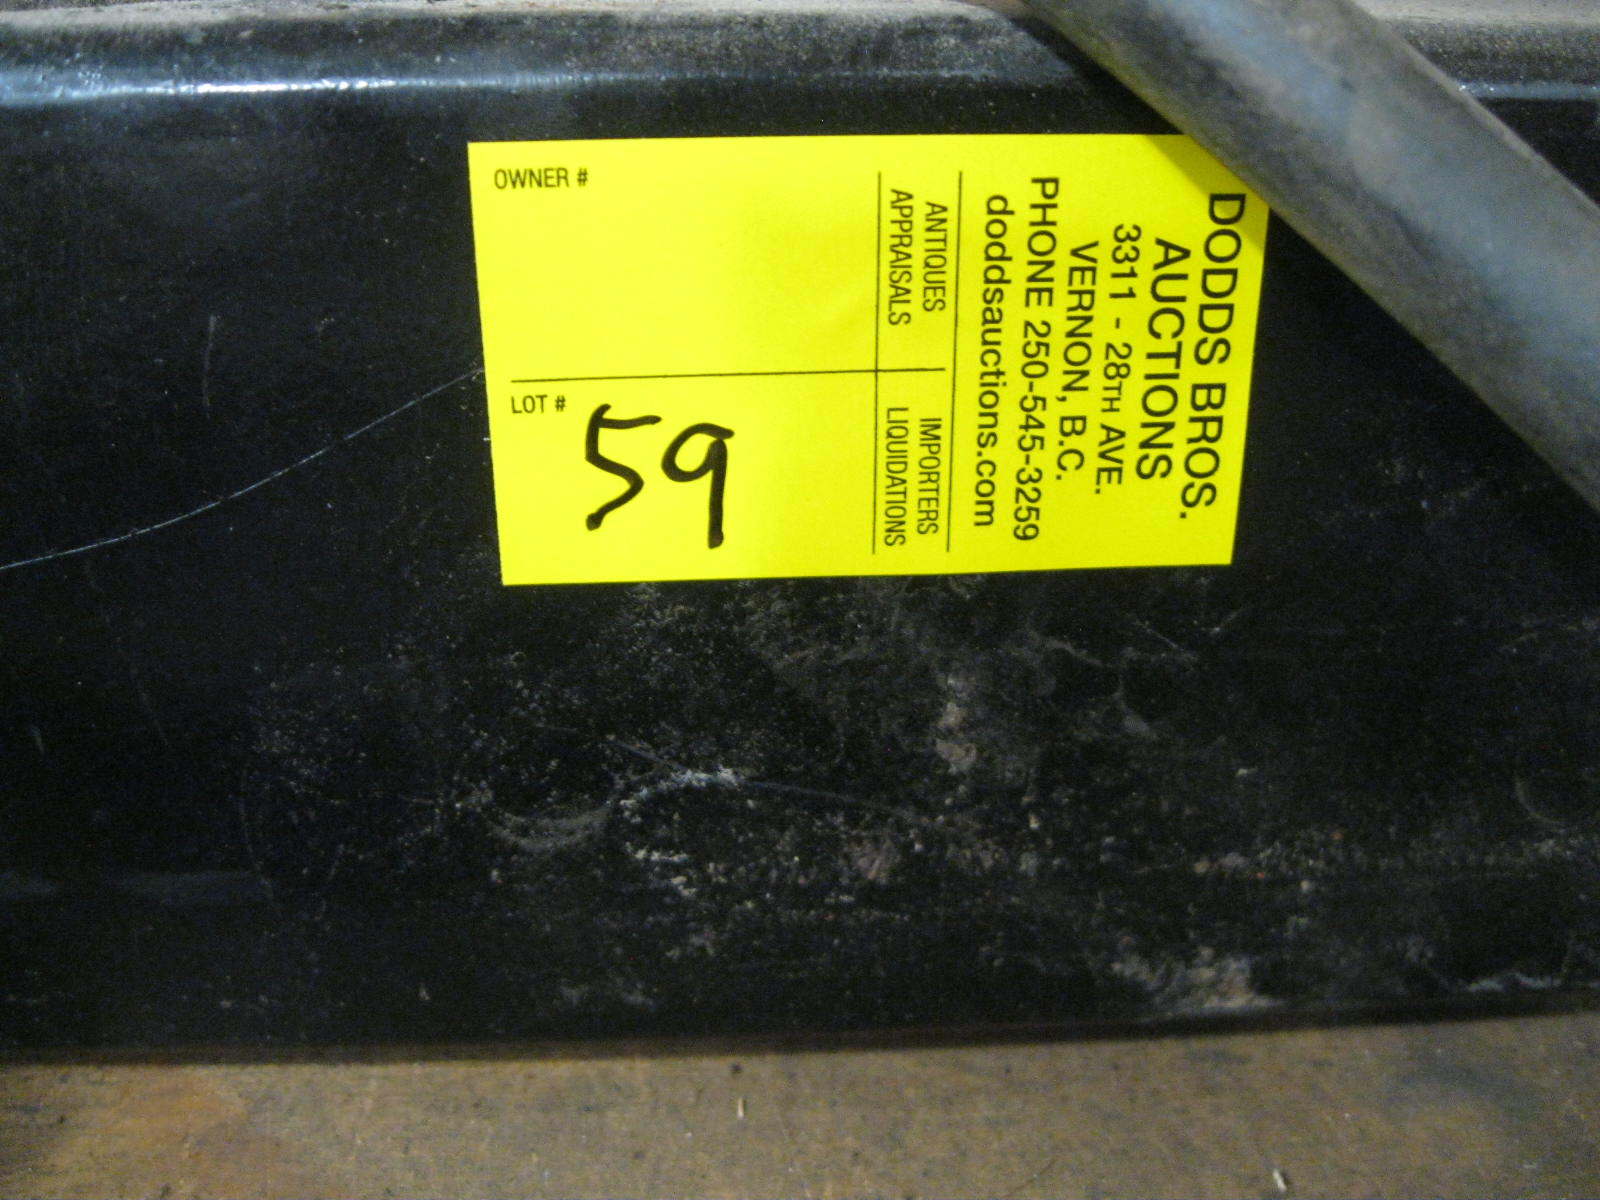 DODDS BROS.
AUCTIONS
3311 - 28TH AVE.
VERNON, B.C.
PHONE 250-545-3259
doddsauctions.com
ANTIQUES
APPRAISALS
IMPORTERS
LIQUIDATIONS
OWNER #
LOT # 59